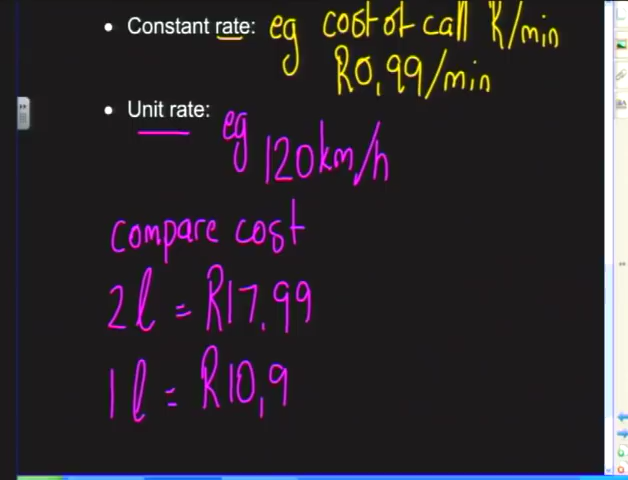 • Constant rate: eg cost of call R/min
R0,99/min
• Unit rate: eg
120km/h
compare cost
2l = R17.99
1l = R10,9